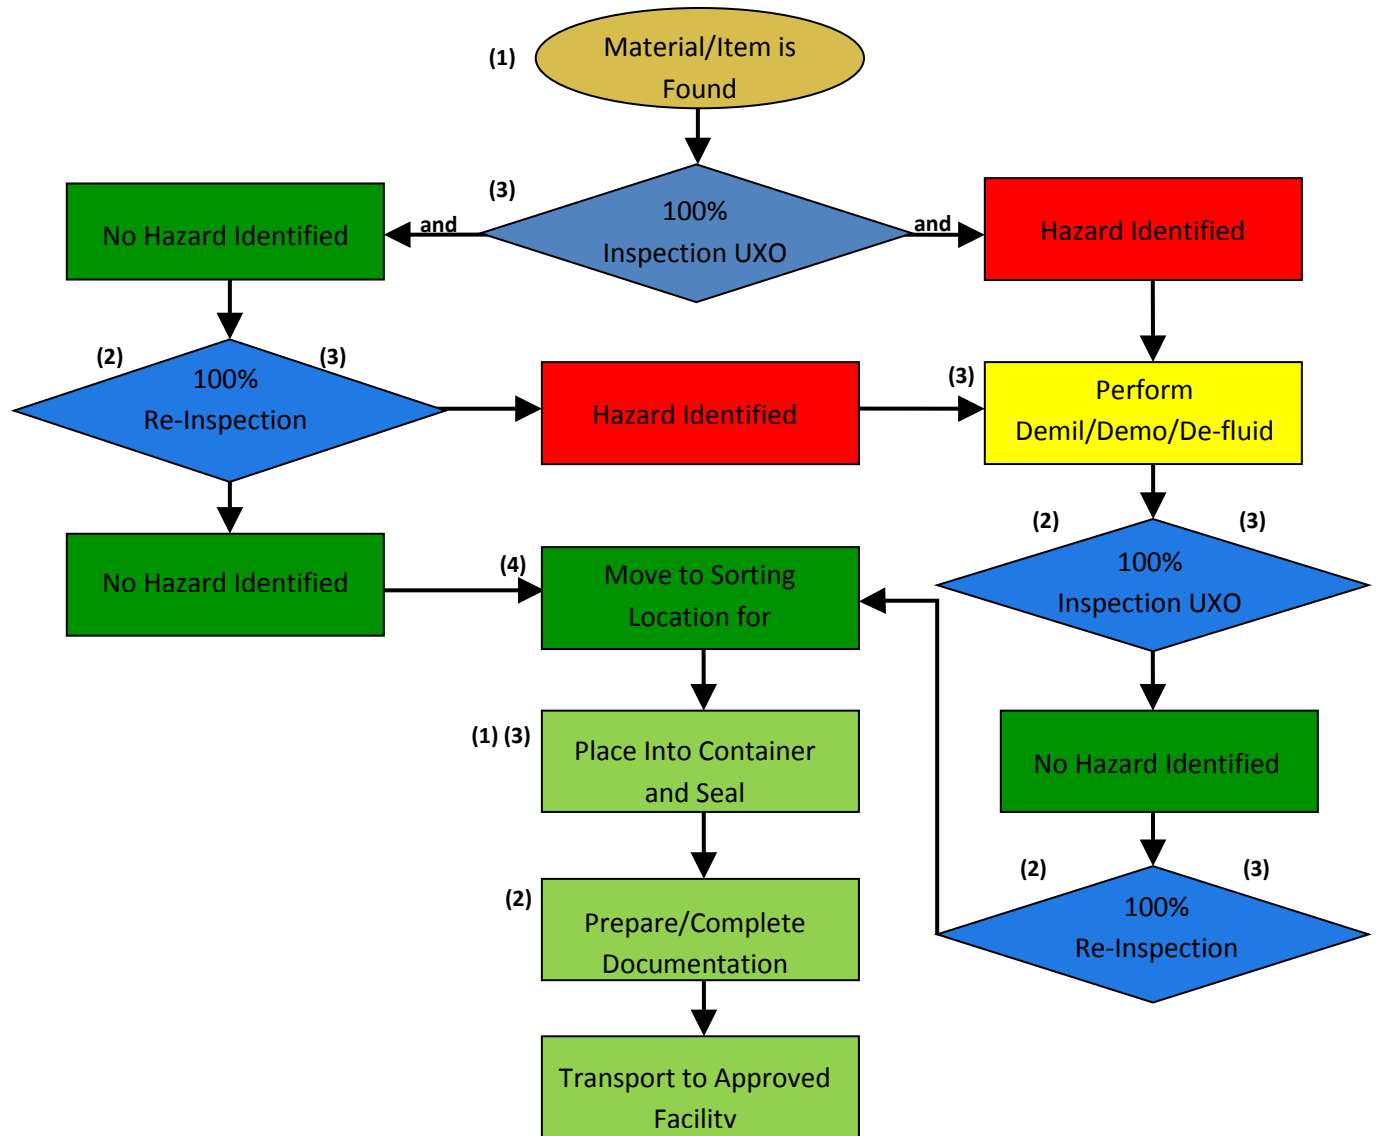 (1)
Material/Item is
Found
(3)
100%
Inspection UXO
and
and
No Hazard Identified
Hazard Identified
(2)
(3)
100%
Re-Inspection
Hazard Identified
(3)
Perform
Demil/Demo/De-fluid
No Hazard Identified
(4)
Move to Sorting
Location for
(2)
(3)
100%
Inspection UXO
(1) (3)
Place Into Container
and Seal
No Hazard Identified
(2)
Prepare/Complete
Documentation
(2)
(3)
100%
Re-Inspection
Transport to Approved
Facility